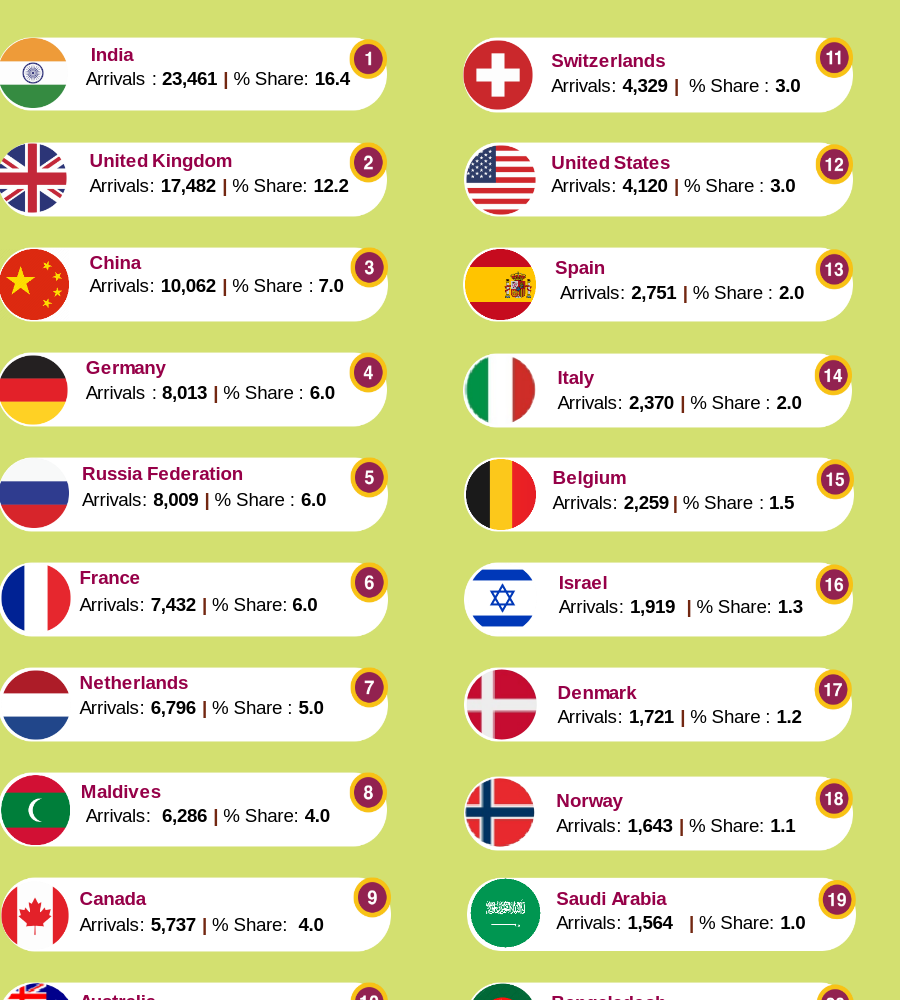 India
1
Arrivals : 23,461 | % Share: 16.4
United Kingdom
2
Arrivals: 17,482 | % Share: 12.2
China
3
Arrivals: 10,062 | % Share : 7.0
Germany
4
Arrivals : 8,013 | % Share : 6.0
Russia Federation
5
Arrivals: 8,009 | % Share : 6.0
France
6
Arrivals: 7,432 | % Share: 6.0
Netherlands
7
Arrivals: 6,796 | % Share : 5.0
Maldives
8
Arrivals: 6,286 | % Share: 4.0
Canada
9
Arrivals: 5,737 | % Share: 4.0
Australia
10
Switzerlands
11
Arrivals: 4,329 | % Share : 3.0
United States
12
Arrivals: 4,120 | % Share : 3.0
Spain
13
Arrivals: 2,751 | % Share : 2.0
Italy
14
Arrivals: 2,370 | % Share : 2.0
Belgium
15
Arrivals: 2,259 | % Share : 1.5
Israel
16
Arrivals: 1,919 | % Share: 1.3
Denmark
17
Arrivals: 1,721 | % Share : 1.2
Norway
18
Arrivals: 1,643 | % Share: 1.1
Saudi Arabia
19
Arrivals: 1,564 | % Share: 1.0
Bangeladesh
20